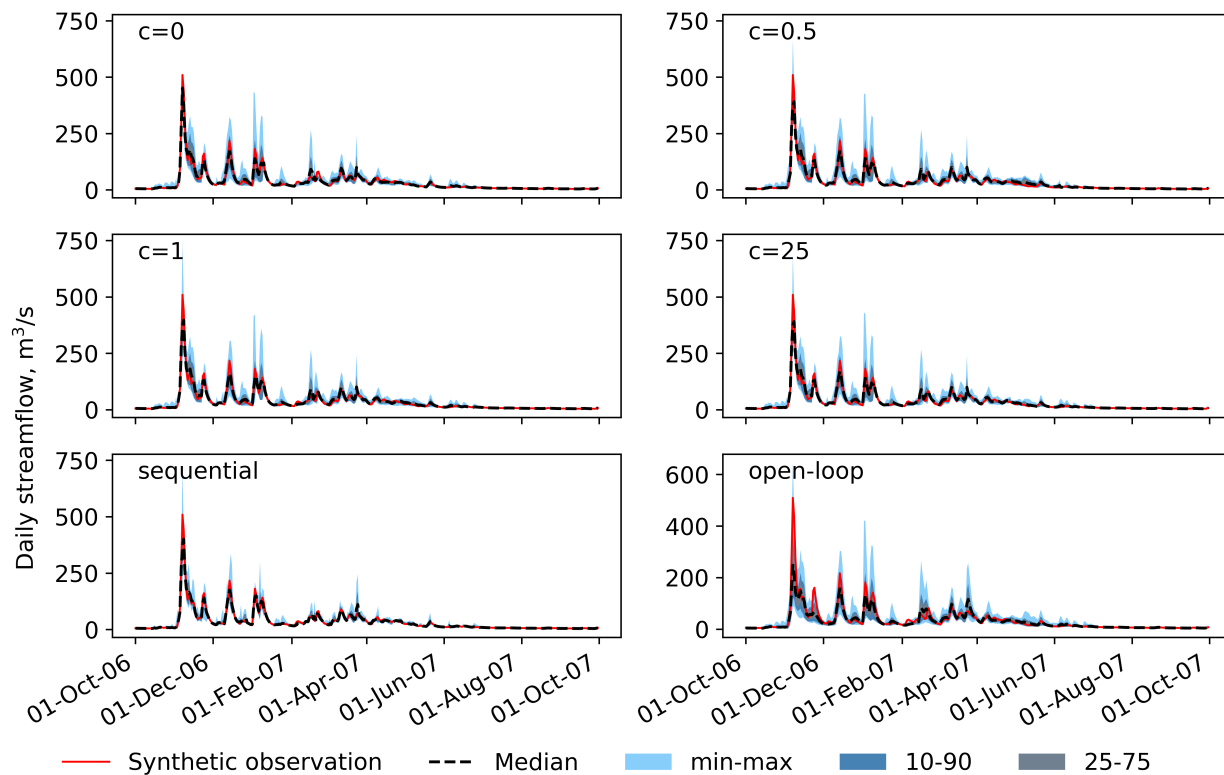 c=0
750
500
250
0
c=0.5
750
500
250
0
c=1
750
500
250
0
c=25
750
500
250
0
sequential
750
500
250
0
open-loop
600
400
200
0
Daily streamflow, m³/s
01-Oct-06
01-Dec-06
01-Feb-07
01-Apr-07
01-Jun-07
01-Aug-07
01-Oct-07
01-Oct-06
01-Dec-06
01-Feb-07
01-Apr-07
01-Jun-07
01-Aug-07
01-Oct-07
Synthetic observation Median min-max 10-90 25-75